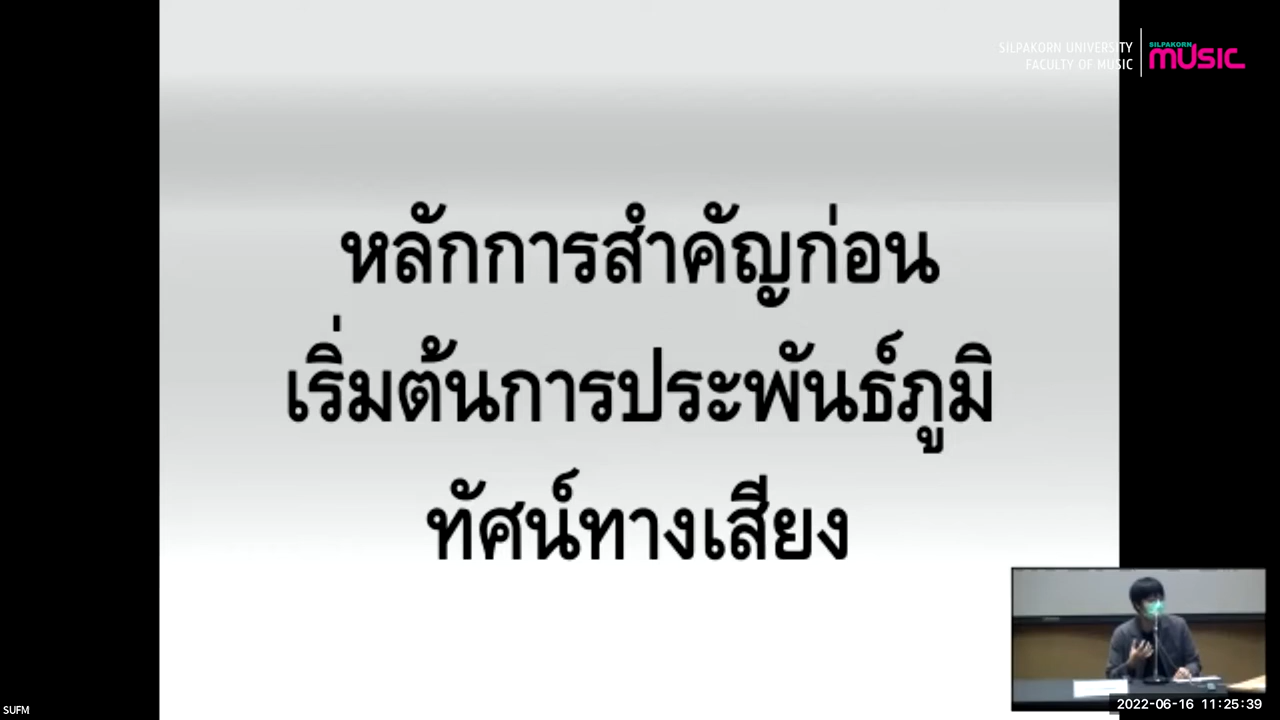 SILPAKORN UNIVERSITY
FACULTY OF MUSIC
SILPAKORN
MUSIC
หลักการสำคัญก่อน
เริ่มต้นการประพันธ์ภูมิ
ทัศน์ทางเสียง
2022-06-16 11:25:39
SUFM